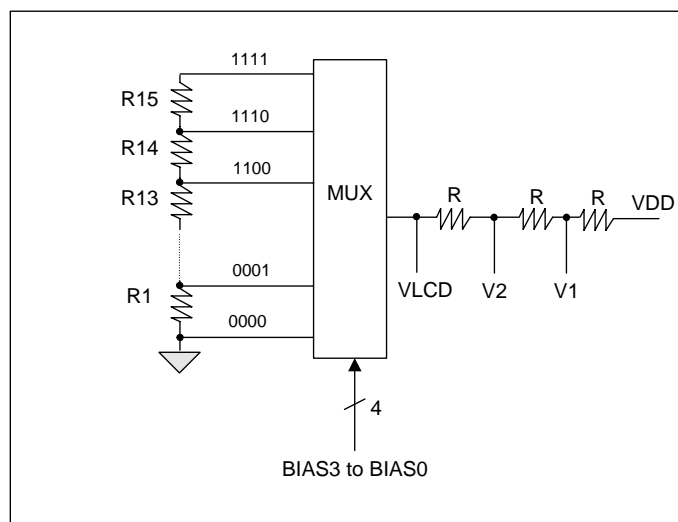 1111
R15
1110
R14
1100
R13
MUX
R R R VDD
0001
VLCD V2 V1
R1
0000
4
BIAS3 to BIAS0